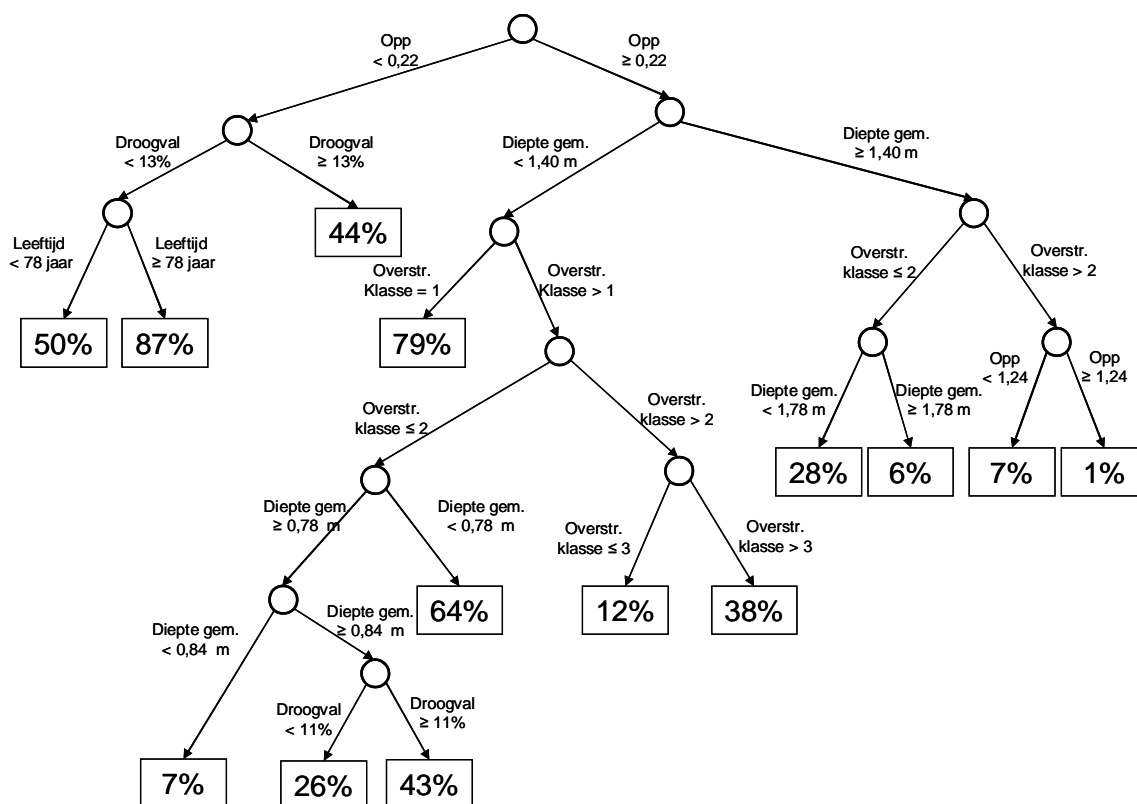 Opp
< 0,22
Opp
≥ 0,22
Droogval
< 13%
Droogval
≥ 13%
Diepte gem.
< 1,40 m
Diepte gem.
≥ 1,40 m
Leeftijd
< 78 jaar
Leeftijd
≥ 78 jaar
44%
Overstr.
Klasse = 1
Overstr.
Klasse > 1
Overstr.
klasse ≤ 2
Overstr.
klasse > 2
50%
87%
79%
Diepte gem.
< 1,78 m
Diepte gem.
≥ 1,78 m
Opp
< 1,24
Opp
≥ 1,24
Overstr.
klasse ≤ 2
Overstr.
klasse > 2
28%
6%
7%
1%
Diepte gem.
≥ 0,78 m
Diepte gem.
< 0,78 m
Overstr.
klasse ≤ 3
Overstr.
klasse > 3
64%
12%
38%
Diepte gem.
< 0,84 m
Diepte gem.
≥ 0,84 m
Droogval
< 11%
Droogval
≥ 11%
7%
26%
43%